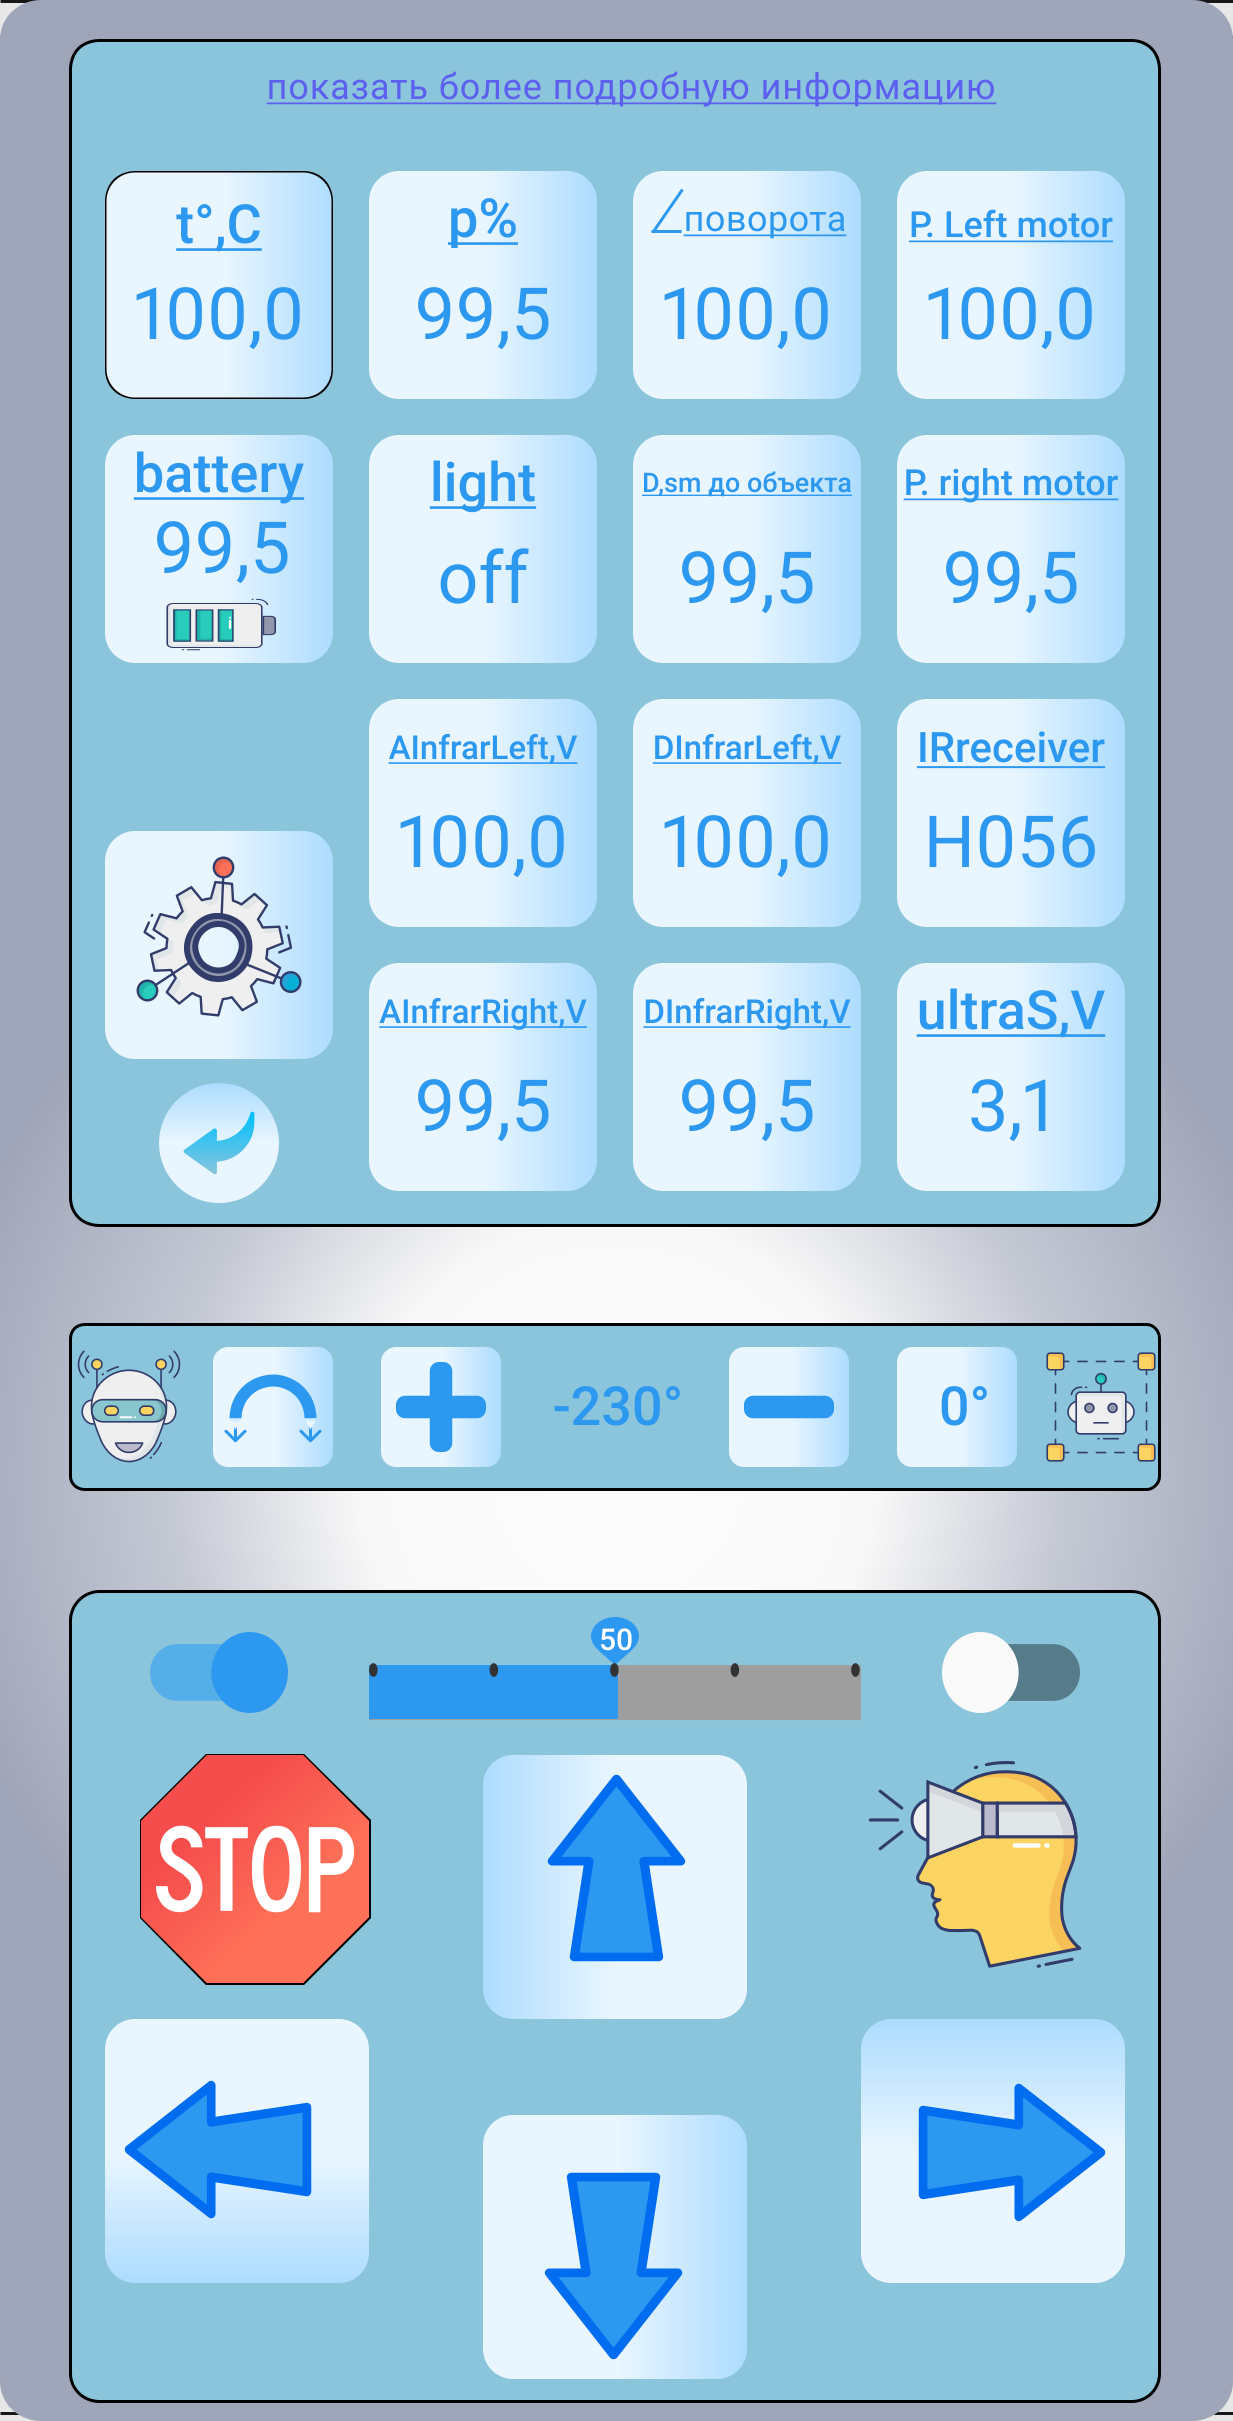 показать более подробную информацию
t°,C
100,0
p%
99,5
∠поворота
100,0
P. Left motor
100,0
battery
99,5
i
light
off
D,sm до объекта
99,5
P. right motor
99,5
AInfrarLeft,V
100,0
DInfrarLeft,V
100,0
IRreceiver
H056
AInfrarRight,V
99,5
DInfrarRight,V
99,5
ultraS,V
3,1
-230°
0°
50
STOP